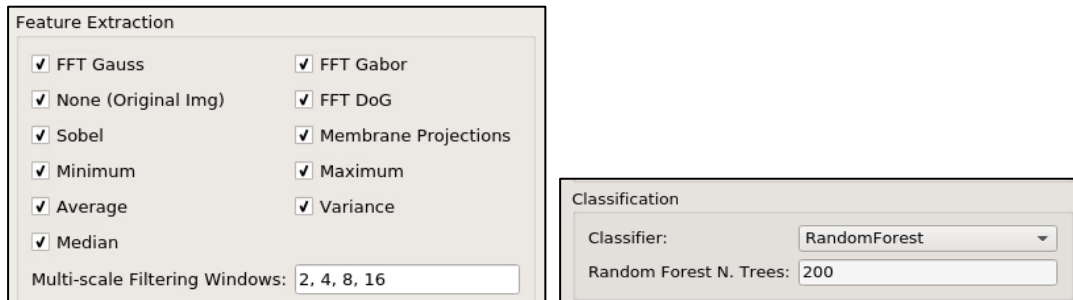 Feature Extraction
FFT Gauss FFT Gabor
None (Original Img) FFT DoG
Sobel Membrane Projections
Minimum Maximum
Average Variance
Median
Multi-scale Filtering Windows: 2, 4, 8, 16
Classification
Classifier: RandomForest
Random Forest N. Trees: 200